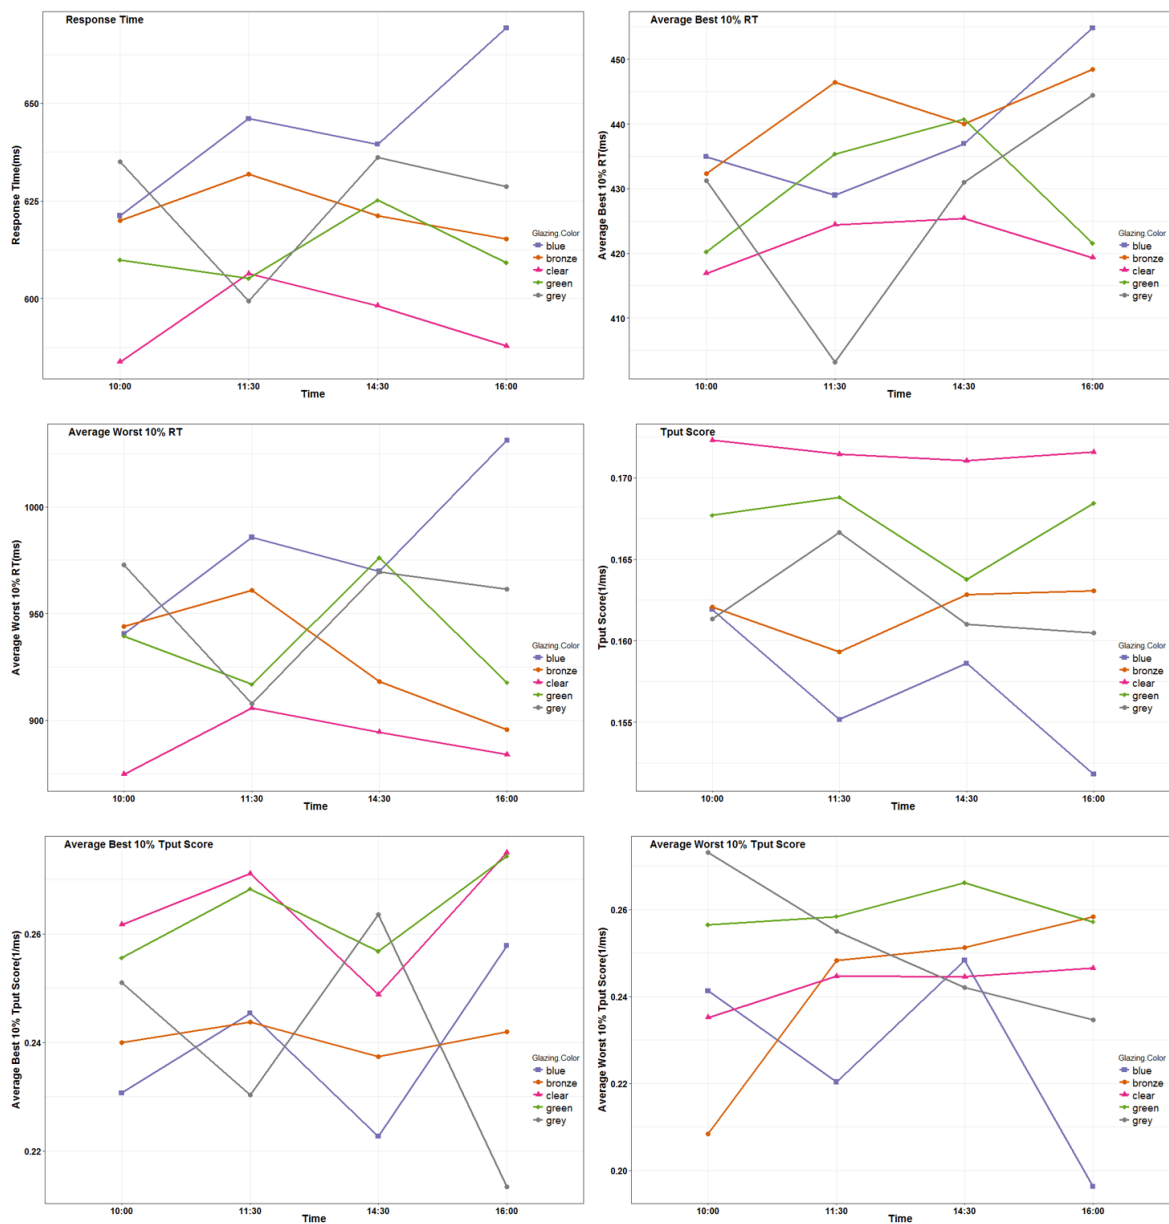 Response Time
Response Time(ms)
650
625
600
10:00 11:30 14:30 16:00
Time
Glazing.Color
blue
bronze
clear
green
grey
Average Best 10% RT
Average Best 10% RT(ms)
450
440
430
420
410
10:00 11:30 14:30 16:00
Time
Glazing.Color
blue
bronze
clear
green
grey
Average Worst 10% RT
Average Worst 10% RT(ms)
1000
950
900
10:00 11:30 14:30 16:00
Time
Glazing.Color
blue
bronze
clear
green
grey
Tput Score
Tput Score(1/ms)
0.170
0.165
0.160
0.155
10:00 11:30 14:30 16:00
Time
Glazing.Color
blue
bronze
clear
green
grey
Average Best 10% Tput Score
Average Best 10% Tput Score(1/ms)
0.26
0.24
0.22
10:00 11:30 14:30 16:00
Time
Glazing.Color
blue
bronze
clear
green
grey
Average Worst 10% Tput Score
Average Worst 10% Tput Score(1/ms)
0.26
0.24
0.22
0.20
10:00 11:30 14:30 16:00
Time
Glazing.Color
blue
bronze
clear
green
grey